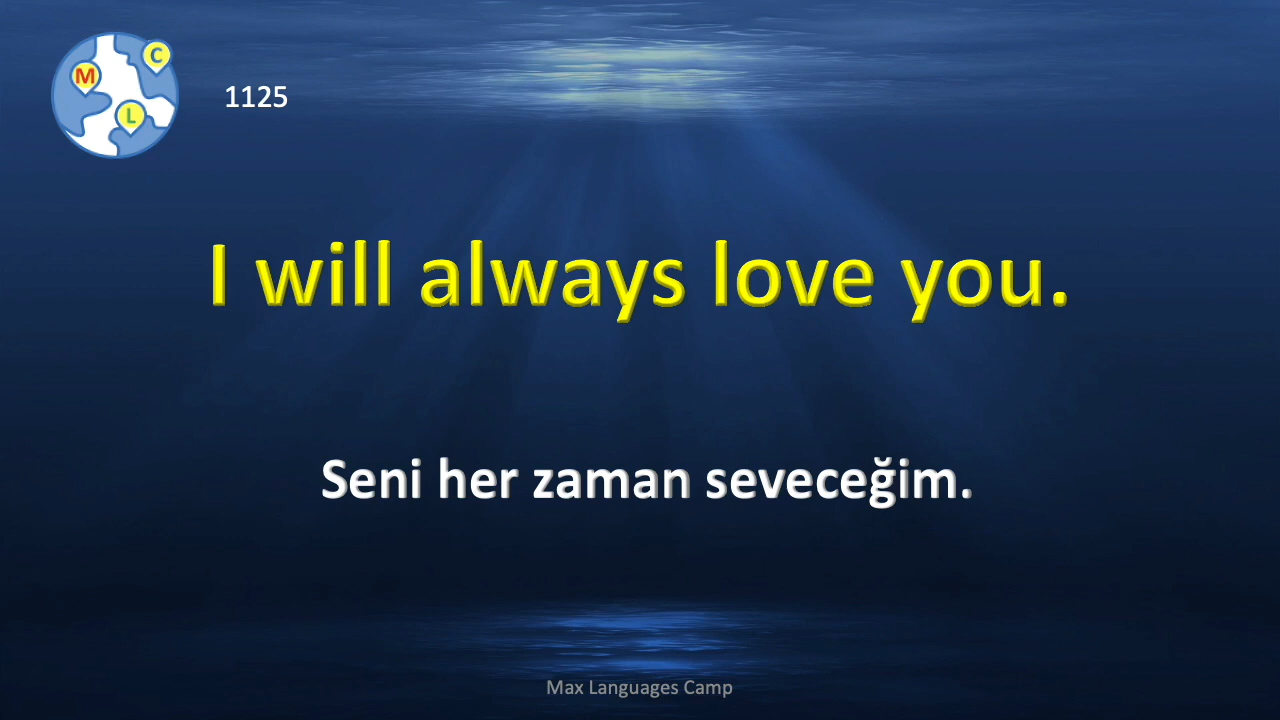 C
M
L
1125
I will always love you.
Seni her zaman seveceğim.
Max Languages Camp